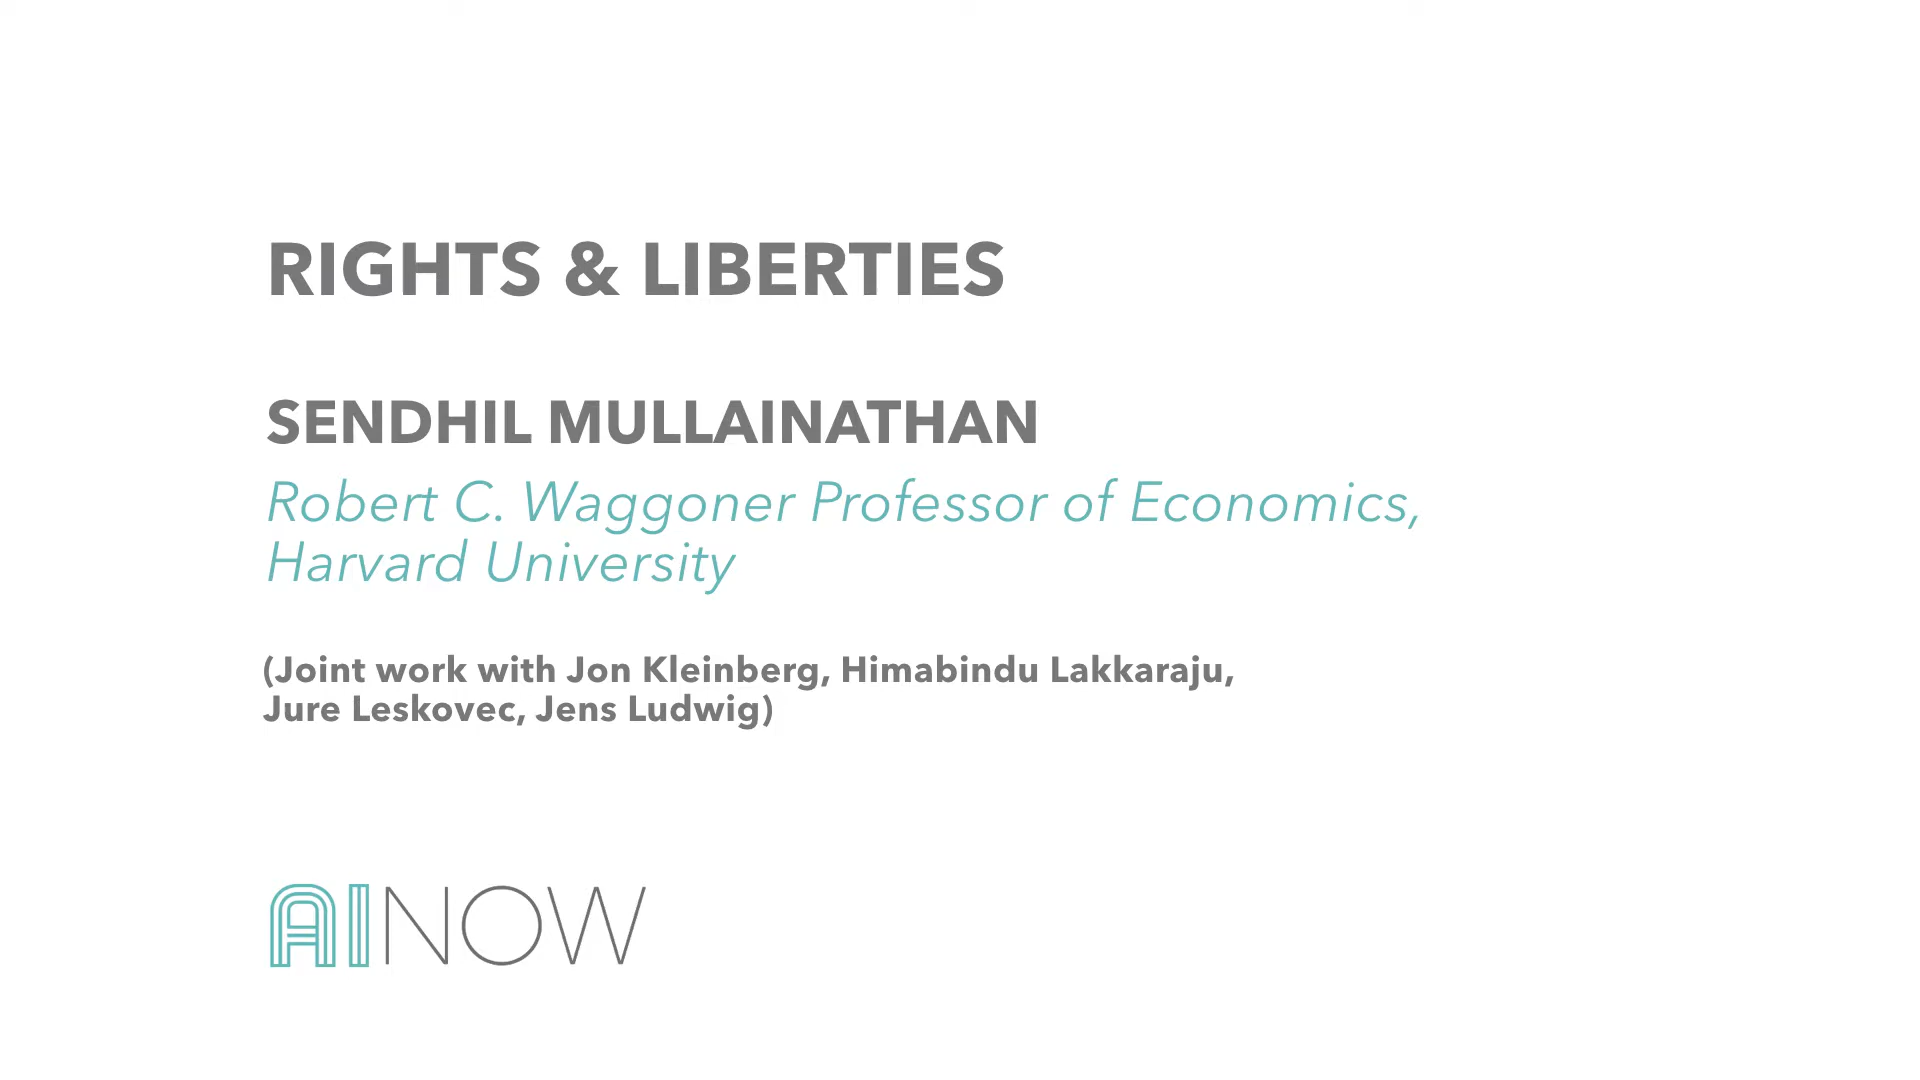 RIGHTS & LIBERTIES
SENDHIL MULLAINATHAN
Robert C. Waggoner Professor of Economics,
Harvard University
(Joint work with Jon Kleinberg, Himabindu Lakkaraju,
Jure Leskovec, Jens Ludwig)
AINOW